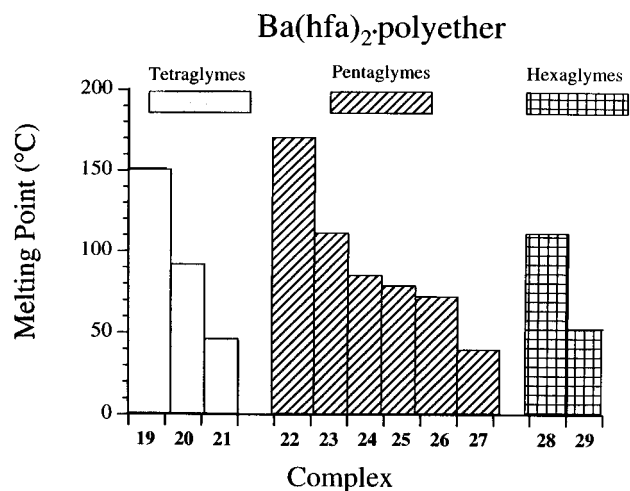 Ba(hfa)₂·polyether
Tetraglymes Pentaglymes Hexaglymes
Melting Point (°C)
200
150
100
50
0
19 20 21 22 23 24 25 26 27 28 29
Complex